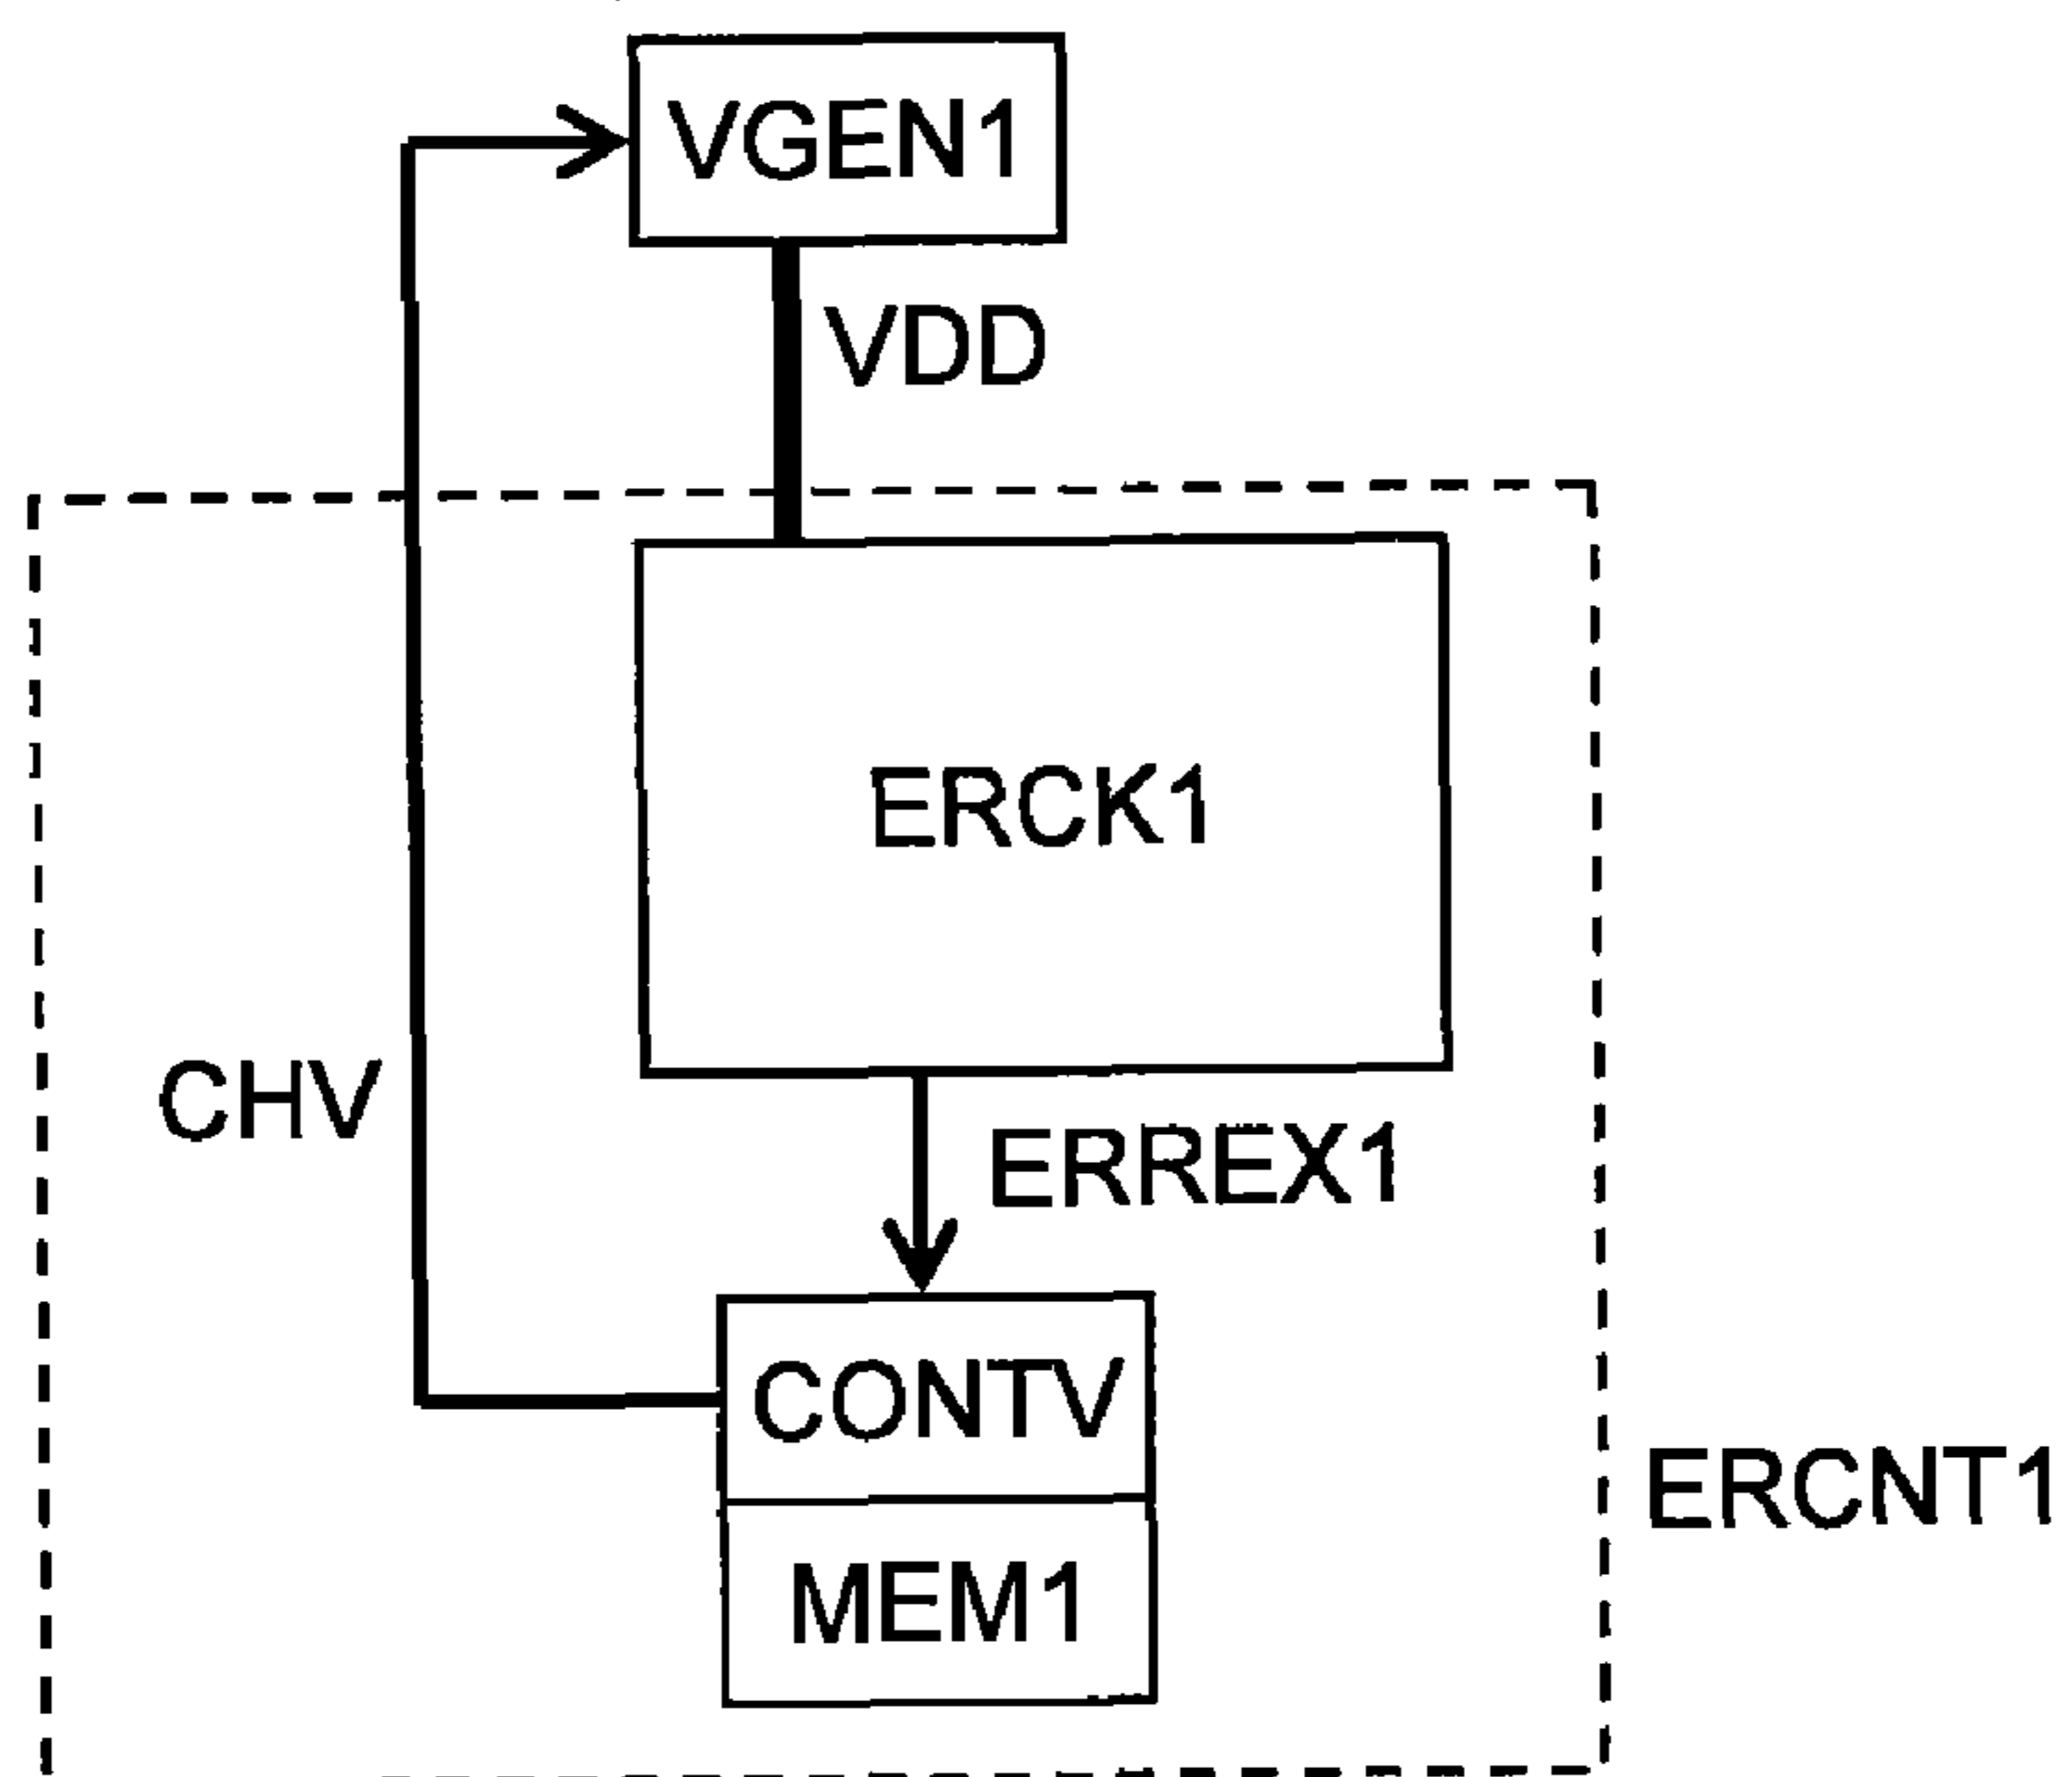 VGEN1
VDD
ERCK1
CHV
ERREX1
CONTV
ERCNT1
MEM1